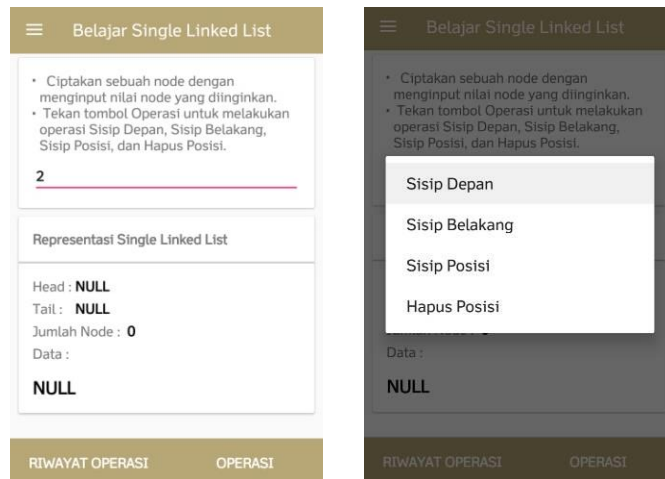 Belajar Single Linked List
• Ciptakan sebuah node dengan
menginput nilai node yang diinginkan.
• Tekan tombol Operasi untuk melakukan
operasi Sisip Depan, Sisip Belakang,
Sisip Posisi, dan Hapus Posisi.
2
Representasi Single Linked List
Head : NULL
Tail : NULL
Jumlah Node : 0
Data :
NULL
RIWAYAT OPERASI OPERASI
Belajar Single Linked List
• Ciptakan sebuah node dengan
menginput nilai node yang diinginkan.
• Tekan tombol Operasi untuk melakukan
operasi Sisip Depan, Sisip Belakang,
Sisip Posisi, dan Hapus Posisi.
Sisip Depan
Sisip Belakang
Sisip Posisi
Hapus Posisi
Data :
NULL
RIWAYAT OPERASI OPERASI